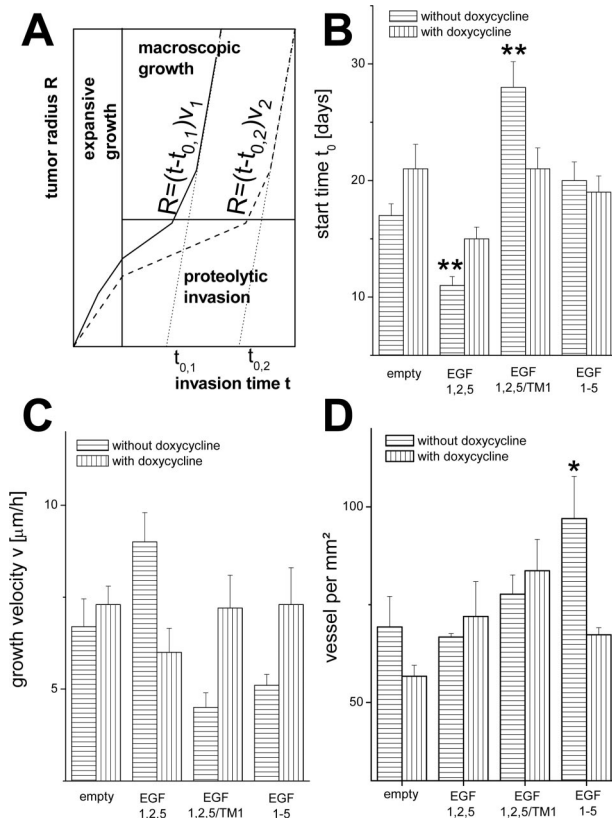 A
tumor radius R
expansive
growth
macroscopic
growth
R=(t-t0,1)v1
R=(t-t0,2)v2
proteolytic
invasion
t0,1
t0,2
invasion time t
B
without doxycycline
with doxycycline
start time t0 [days]
30
20
10
**
**
empty
EGF
1,2,5
EGF
1,2,5/TM1
EGF
1-5
C
without doxycycline
with doxycycline
growth velocity v [µm/h]
10
5
empty
EGF
1,2,5
EGF
1,2,5/TM1
EGF
1-5
D
without doxycycline
with doxycycline
vessel per mm²
100
50
*
empty
EGF
1,2,5
EGF
1,2,5/TM1
EGF
1-5